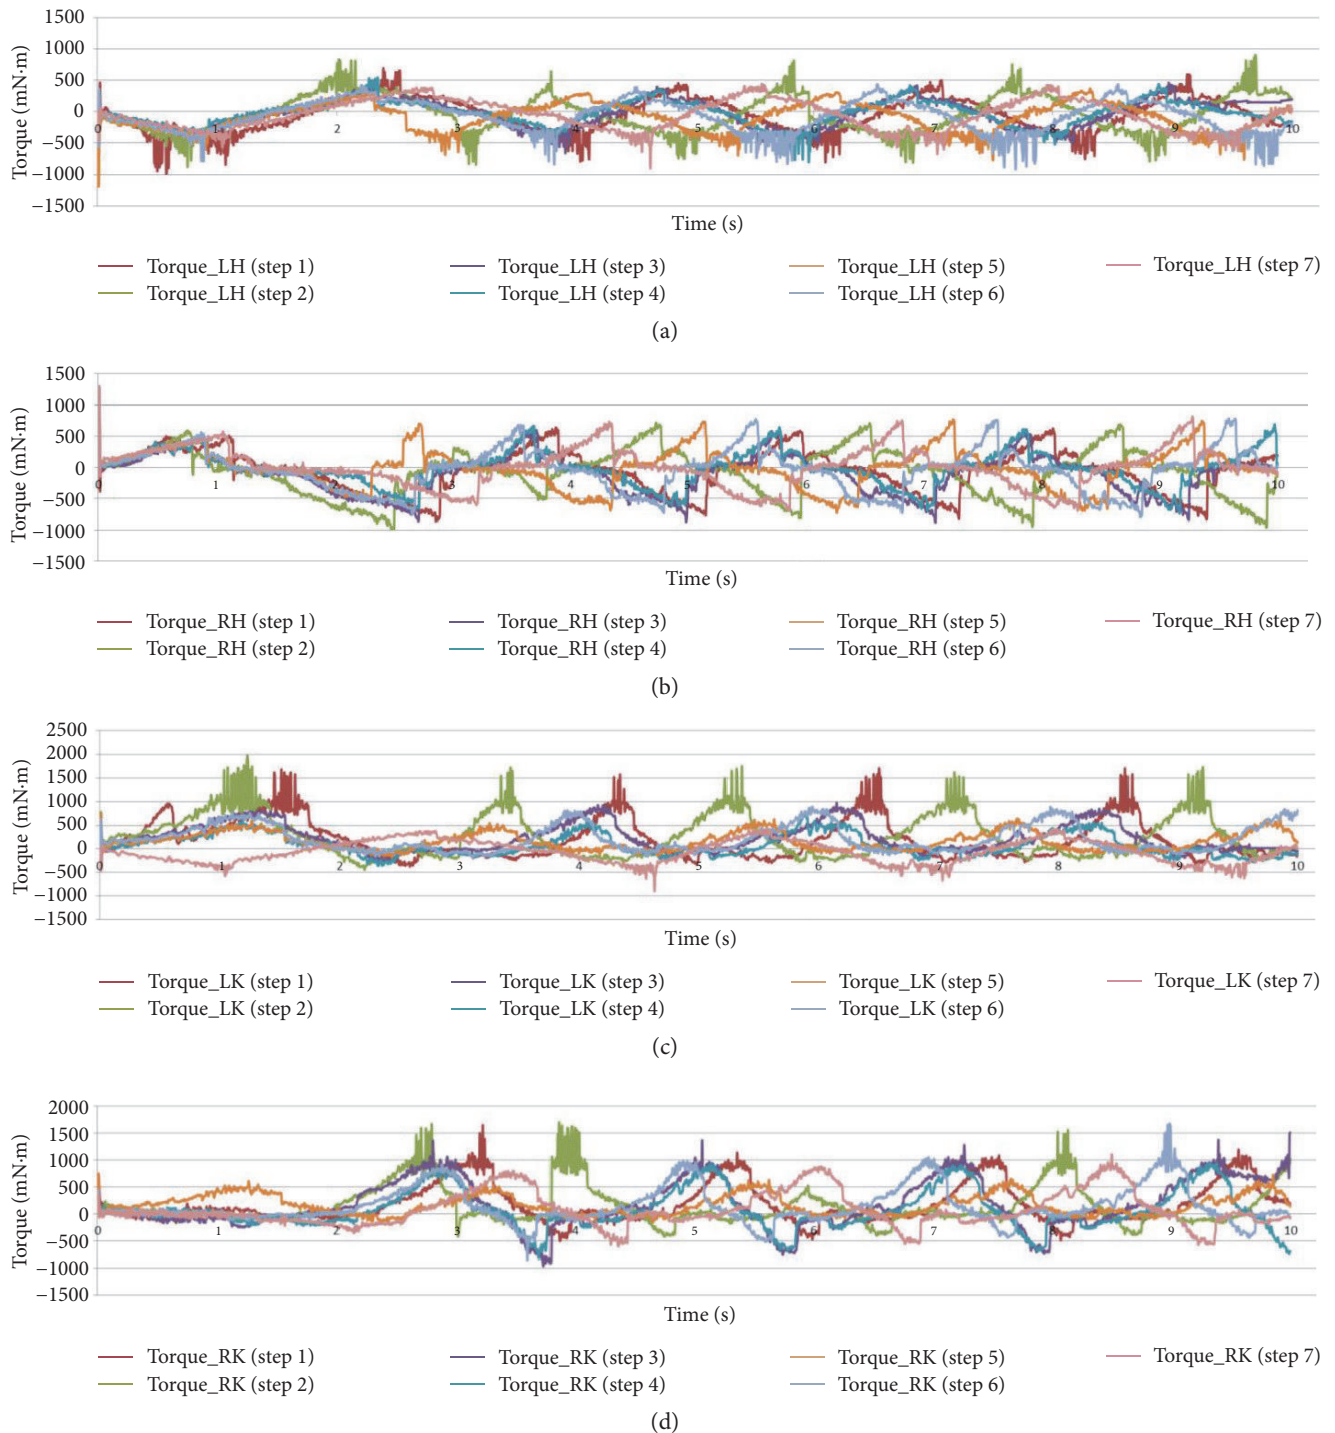 1500
1000
500
0
−500
−1000
−1500
Torque (mN·m)
0 1 2 3 4 5 6 7 8 9 10
Time (s)
Torque_LH (step 1) Torque_LH (step 3) Torque_LH (step 5) Torque_LH (step 7)
Torque_LH (step 2) Torque_LH (step 4) Torque_LH (step 6)
(a)
1500
1000
500
0
−500
−1000
−1500
Torque (mN·m)
0 1 2 3 4 5 6 7 8 9 10
Time (s)
Torque_RH (step 1) Torque_RH (step 3) Torque_RH (step 5) Torque_RH (step 7)
Torque_RH (step 2) Torque_RH (step 4) Torque_RH (step 6)
(b)
2500
2000
1500
1000
500
0
−500
−1000
−1500
Torque (mN·m)
0 1 2 3 4 5 6 7 8 9 10
Time (s)
Torque_LK (step 1) Torque_LK (step 3) Torque_LK (step 5) Torque_LK (step 7)
Torque_LK (step 2) Torque_LK (step 4) Torque_LK (step 6)
(c)
2000
1500
1000
500
0
−500
−1000
−1500
Torque (mN·m)
0 1 2 3 4 5 6 7 8 9 10
Time (s)
Torque_RK (step 1) Torque_RK (step 3) Torque_RK (step 5) Torque_RK (step 7)
Torque_RK (step 2) Torque_RK (step 4) Torque_RK (step 6)
(d)